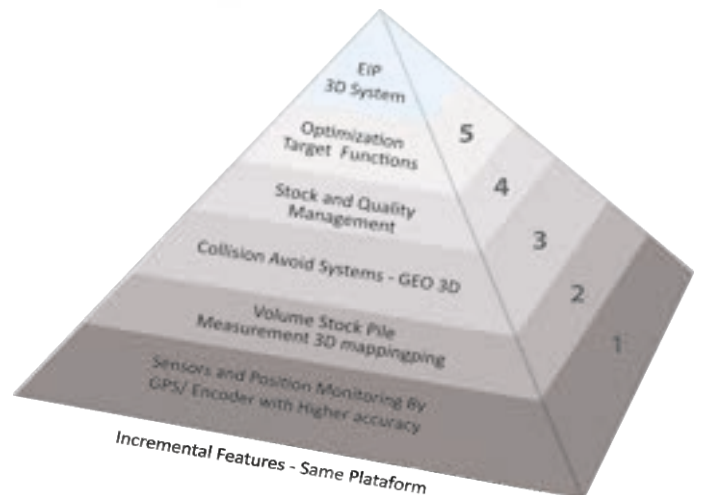 EIP
3D System
5
Optimization
Target Functions
4
Stock and Quality
Management
3
Collision Avoid Systems - GEO 3D
2
Volume Stock Pile
Measurement 3D mappingping
1
Sensors and Position Monitoring By
GPS/ Encoder with Higher accuracy
Incremental Features - Same Plataform